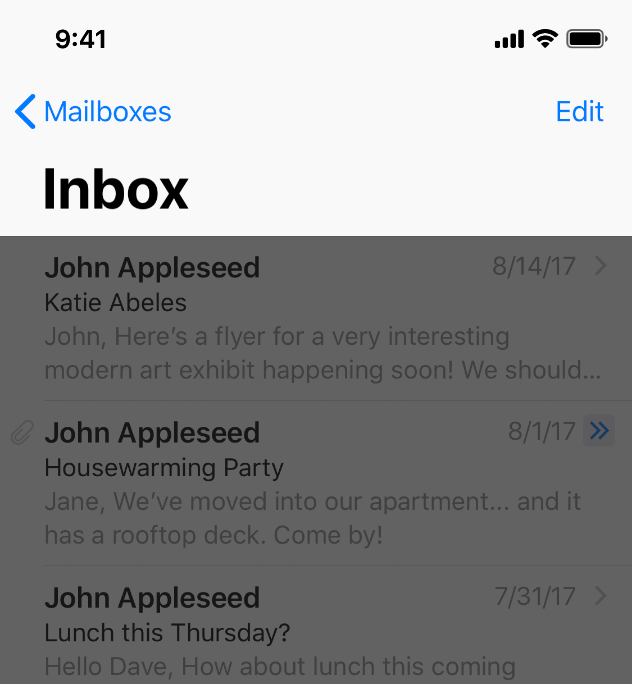 9:41
Mailboxes
Edit
Inbox
John Appleseed
8/14/17
Katie Abeles
John, Here’s a flyer for a very interesting
modern art exhibit happening soon! We should...
John Appleseed
8/1/17
Housewarming Party
Jane, We’ve moved into our apartment... and it
has a rooftop deck. Come by!
John Appleseed
7/31/17
Lunch this Thursday?
Hello Dave, How about lunch this coming